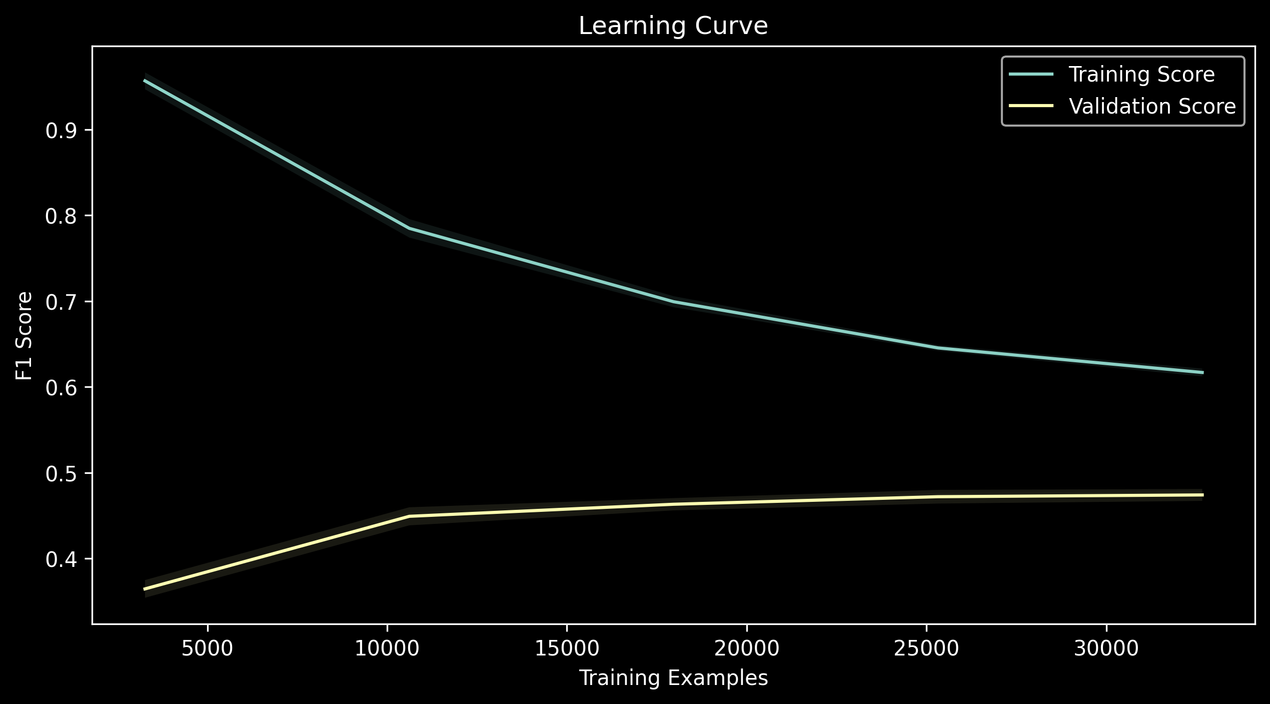 Learning Curve
Training Score
Validation Score
F1 Score
0.9
0.8
0.7
0.6
0.5
0.4
5000
10000
15000
20000
25000
30000
Training Examples